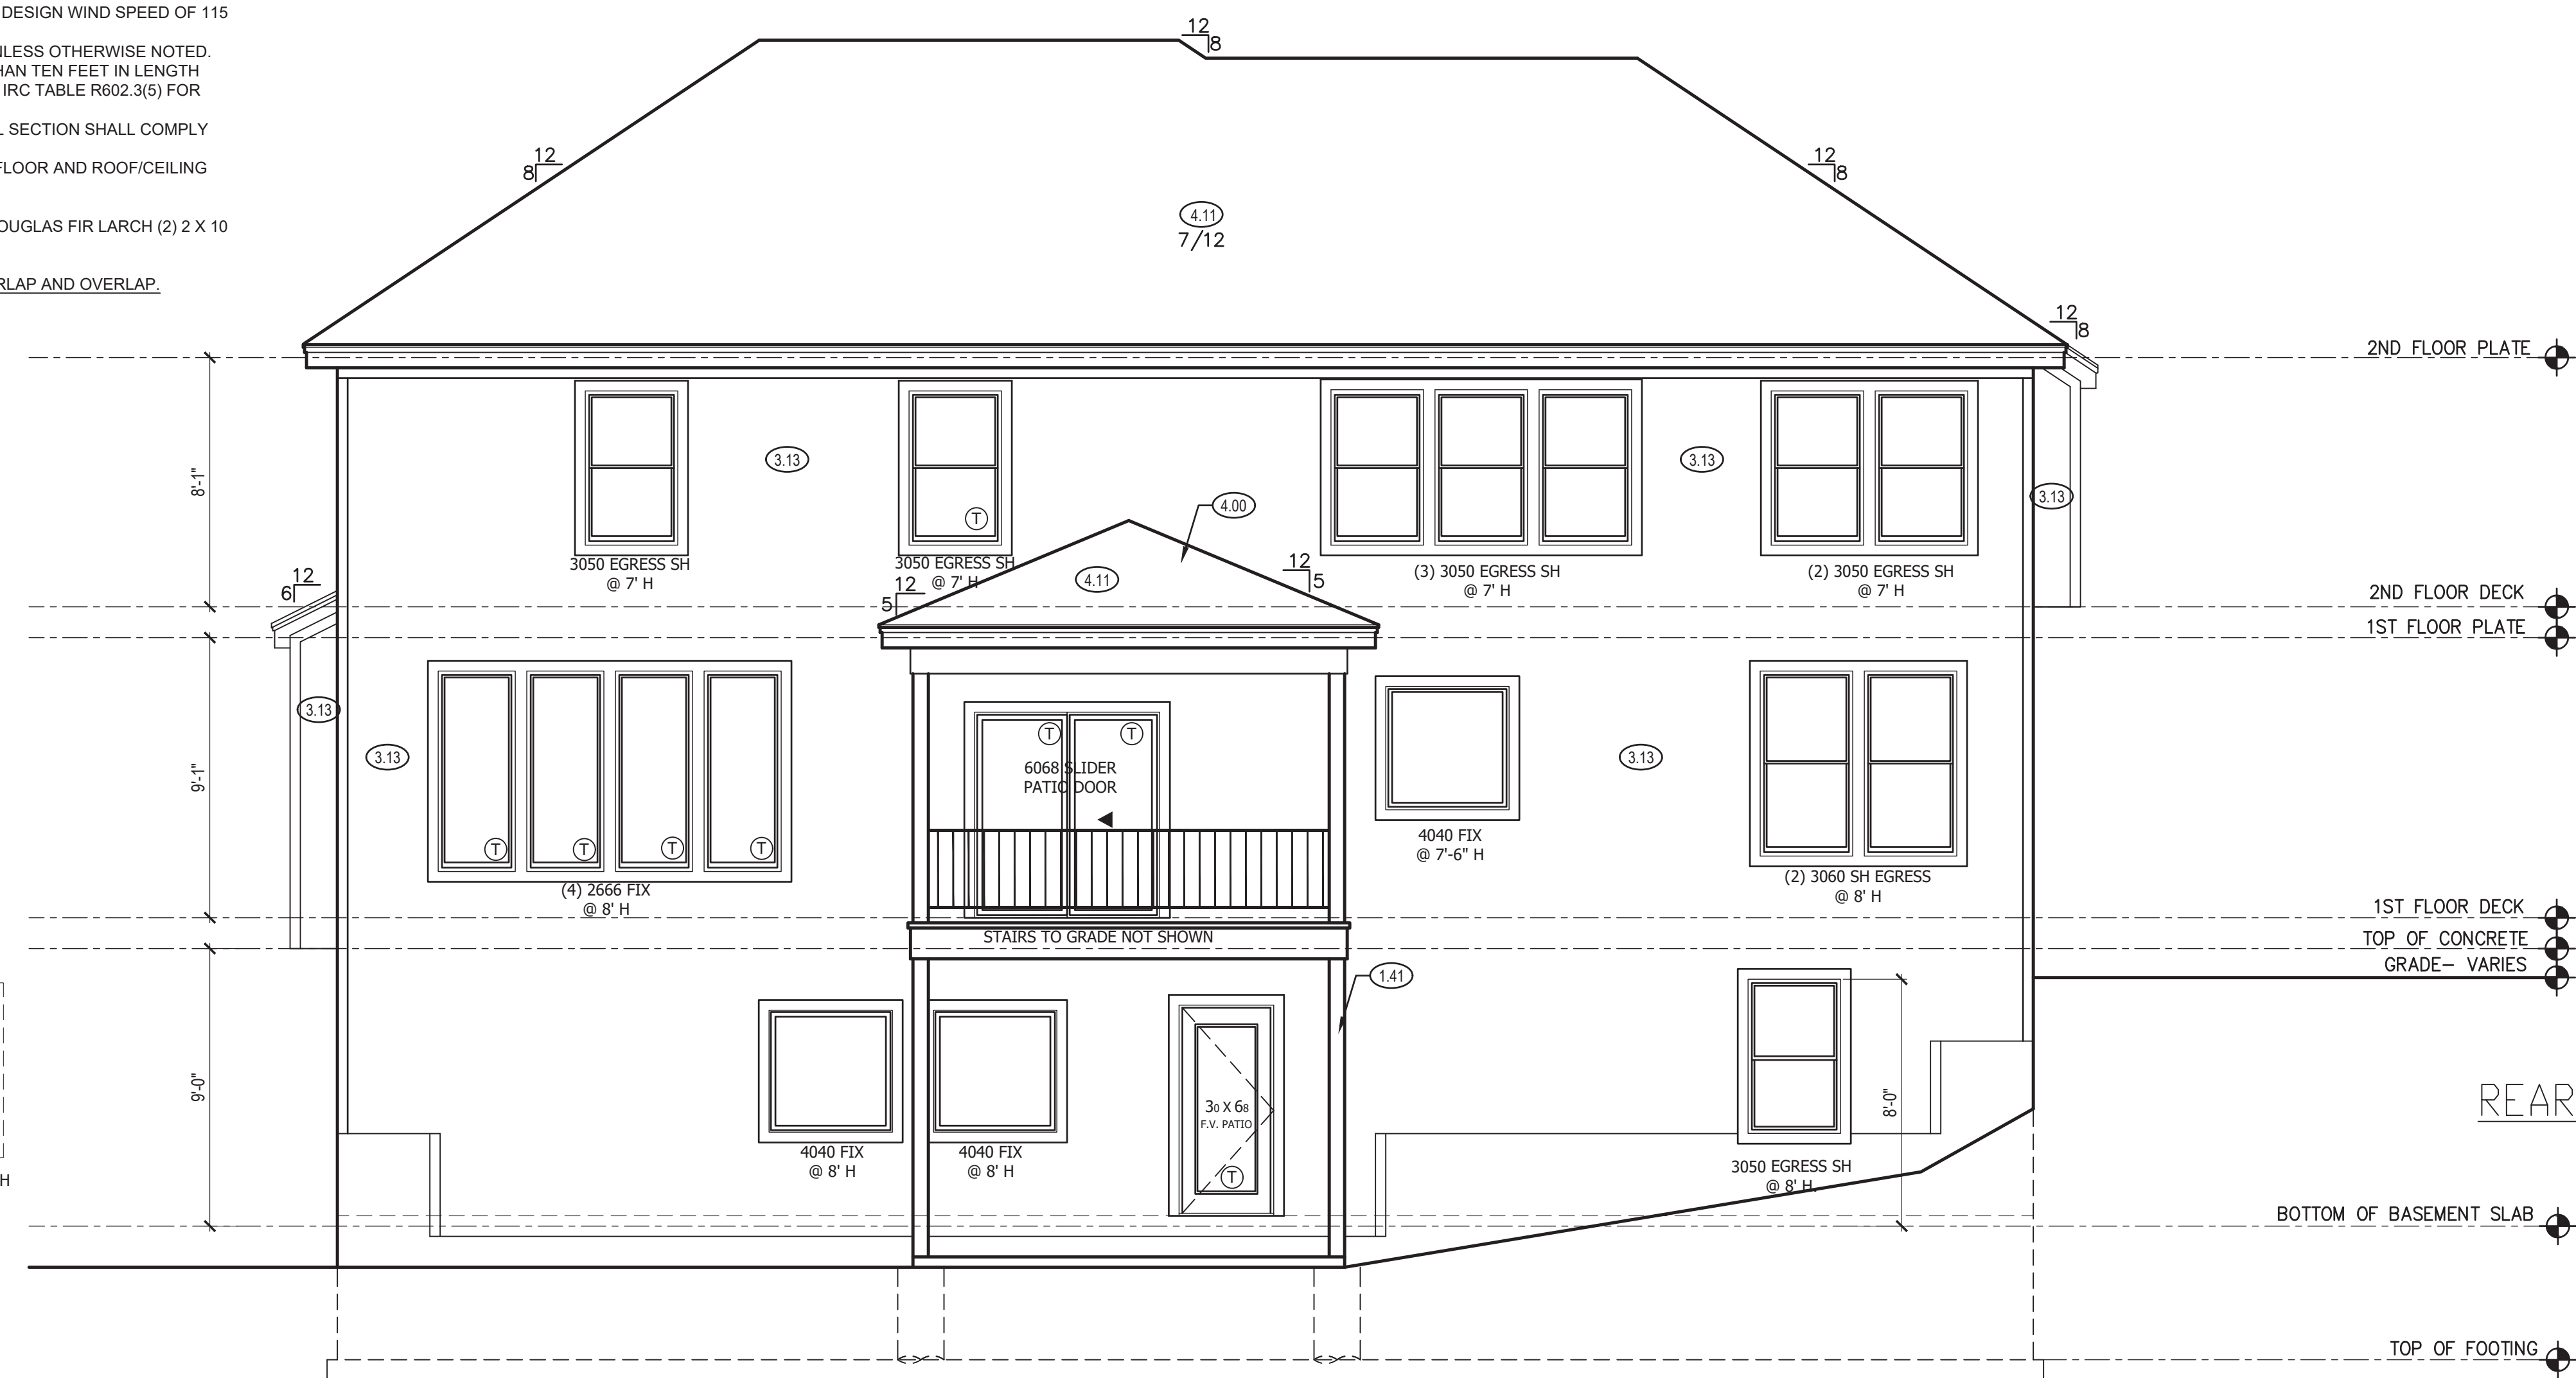 DESIGN WIND SPEED OF 115
NLESS OTHERWISE NOTED.
HAN TEN FEET IN LENGTH
IRC TABLE R602.3(5) FOR
L SECTION SHALL COMPLY
FLOOR AND ROOF/CEILING
OUGLAS FIR LARCH (2) 2 X 10
RLAP AND OVERLAP.
12
8
12
8
12
8
4.11
7/12
12
8
2ND FLOOR PLATE
8'-1"
3.13
3.13
3.13
T
4.00
3050 EGRESS SH
@ 7' H
3050 EGRESS SH
@ 7' H
(3) 3050 EGRESS SH
@ 7' H
(2) 3050 EGRESS SH
@ 7' H
12
6
12
5
4.11
12
5
2ND FLOOR DECK
1ST FLOOR PLATE
9'-1"
3.13
3.13
T
T
6068 SLIDER
PATIO DOOR
3.13
T
T
T
T
4040 FIX
@ 7'-6" H
(4) 2666 FIX
@ 8' H
(2) 3060 SH EGRESS
@ 8' H
1ST FLOOR DECK
STAIRS TO GRADE NOT SHOWN
TOP OF CONCRETE
GRADE- VARIES
1.41
9'-0"
8'-0"
30 X 68
F.V. PATIO
T
REAR
4040 FIX
@ 8' H
4040 FIX
@ 8' H
3050 EGRESS SH
@ 8' H
H
BOTTOM OF BASEMENT SLAB
TOP OF FOOTING